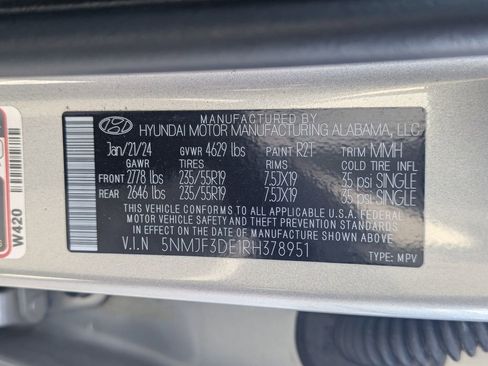 MANUFACTURED BY
HYUNDAI MOTOR MANUFACTURING ALABAMA, LLC
Jan/21/24 GVWR 4629 lbs PAINT R2T TRIM MMH
GAWR TIRES RIMS COLD TIRE INFL
FRONT 2778 lbs 235/55R19 7.5JX19 35 psi SINGLE
REAR 2646 lbs 235/55R19 7.5JX19 35 psi SINGLE
THIS VEHICLE CONFORMS TO ALL APPLICABLE U.S.A. FEDERAL
MOTOR VEHICLE SAFETY AND THEFT PREVENTION STANDARDS
IN EFFECT ON THE DATE OF MANUFACTURE SHOWN ABOVE
V.I.N 5NMJF3DE1RH378951
TYPE: MPV
W420